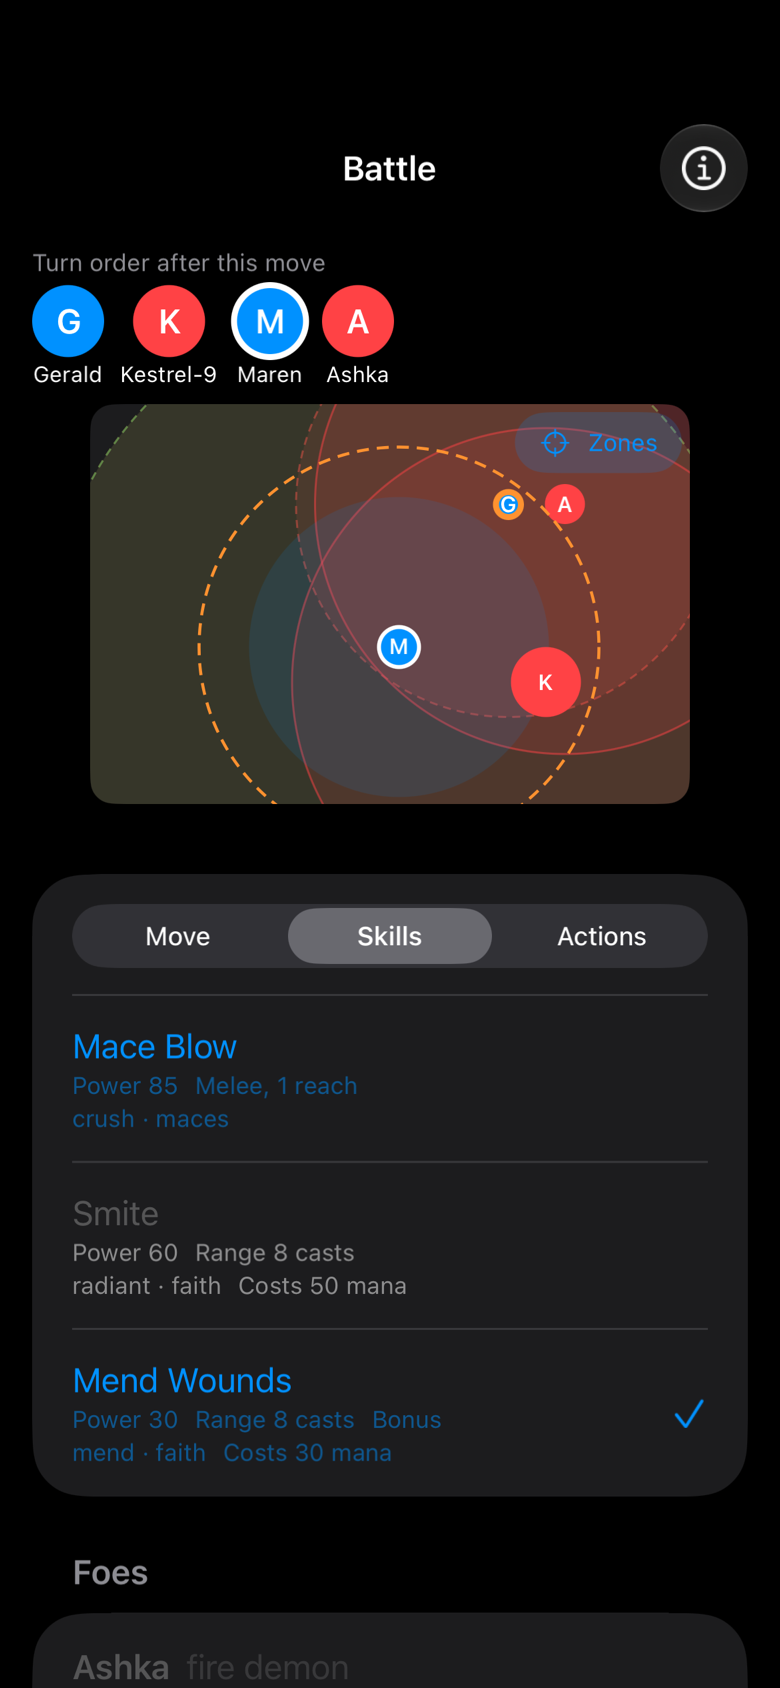 Battle
Turn order after this move
G K M A
Gerald Kestrel-9 Maren Ashka
Zones
G A
M
K
Move Skills Actions
Mace Blow
Power 85 Melee, 1 reach
crush · maces
Smite
Power 60 Range 8 casts
radiant · faith Costs 50 mana
Mend Wounds
Power 30 Range 8 casts Bonus
mend · faith Costs 30 mana
Foes
Ashka fire demon